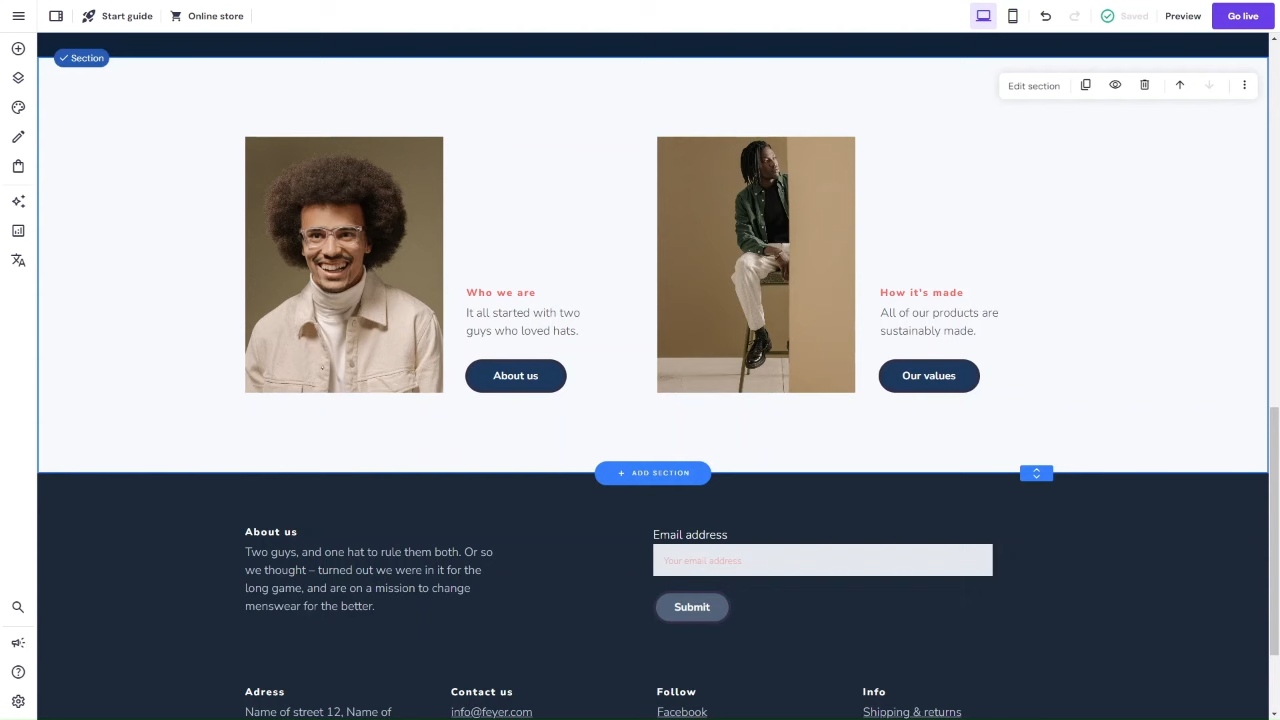 Start guide
Online store
Saved
Preview
Go live
Section
Edit section
Who we are
It all started with two
guys who loved hats.
About us
How it's made
All of our products are
sustainably made.
Our values
+ ADD SECTION
About us
Two guys, and one hat to rule them both. Or so
we thought – turned out we were in it for the
long game, and are on a mission to change
menswear for the better.
Email address
Your email address
Submit
Adress
Name of street 12, Name of
Contact us
info@feyer.com
Follow
Facebook
Info
Shipping & returns